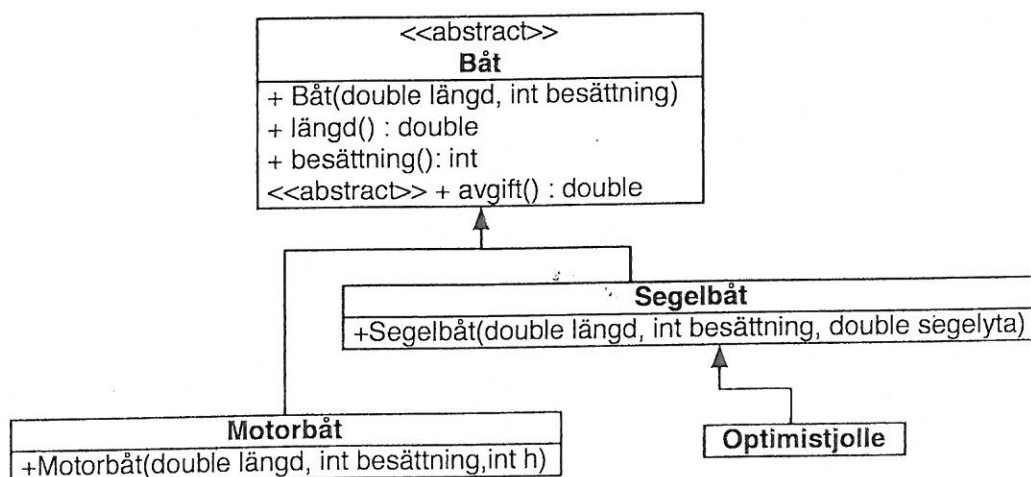 <<abstract>>
Båt
+ Båt(double längd, int besättning)
+ längd() : double
+ besättning(): int
<<abstract>> + avgift() : double
Segelbåt
+Segelbåt(double längd, int besättning, double segelyta)
Motorbåt
+Motorbåt(double längd, int besättning,int h)
Optimistjolle